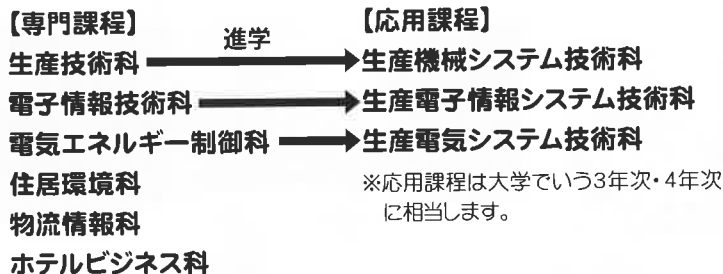 【専門課程】
進学
【応用課程】
生産技術科
生産機械システム技術科
電子情報技術科
生産電子情報システム技術科
電気エネルギー制御科
生産電気システム技術科
住居環境科
物流情報科
ホテルビジネス科
※応用課程は大学でいう3年次・4年次
に相当します。